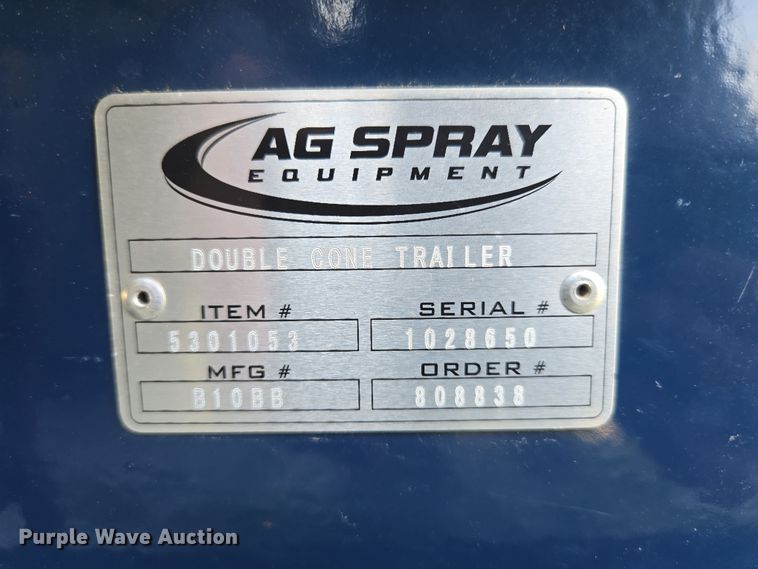 AG SPRAY
EQUIPMENT
DOUBLE CONE TRAILER
ITEM # SERIAL #
5301053 1028650
MFG # ORDER #
B10BB 808838
Purple Wave Auction